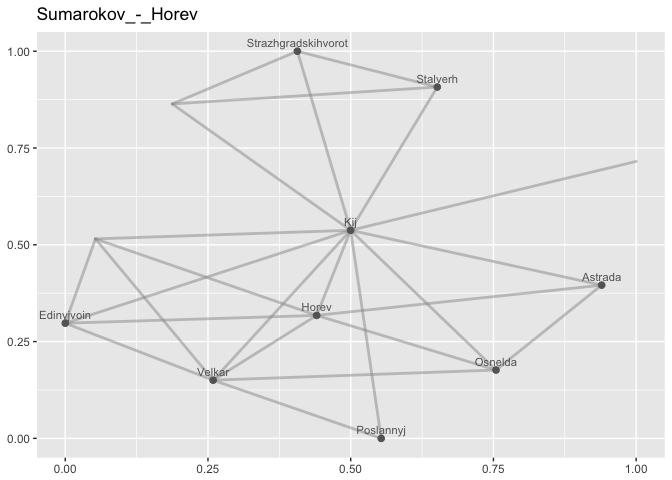 Sumarokov_-_Horev
Strazhgradskihvorot
1.00
Stalverh
0.75
Kij
0.50
Astrada
Edinyivoin
Horev
0.25
Osnelda
Velkar
Poslannyj
0.00
0.00 0.25 0.50 0.75 1.00